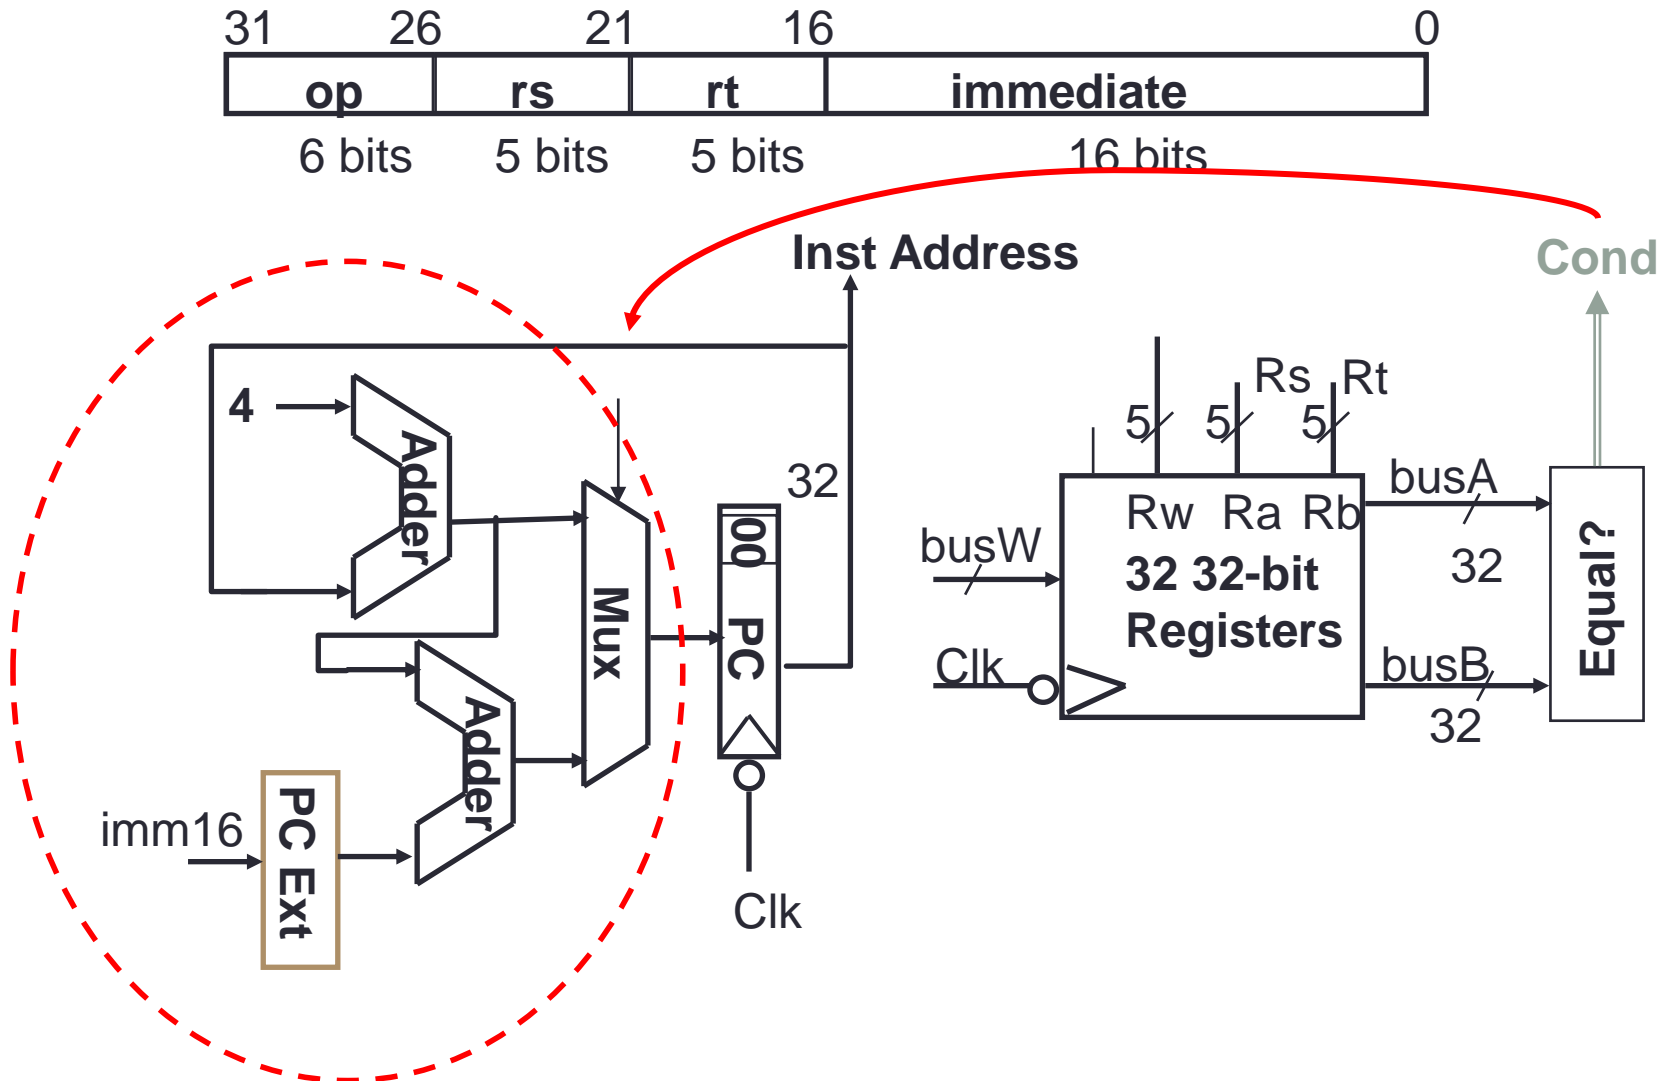 31 26 21 16 0
op rs rt immediate
6 bits 5 bits 5 bits 16 bits
Inst Address
Cond
4
Adder
32
Rs Rt
5 5 5
busA
00
Rw Ra Rb
busW
32 32-bit
32
Registers
Equal?
Mux
PC
Clk
busB
32
Adder
imm16
PC Ext
Clk